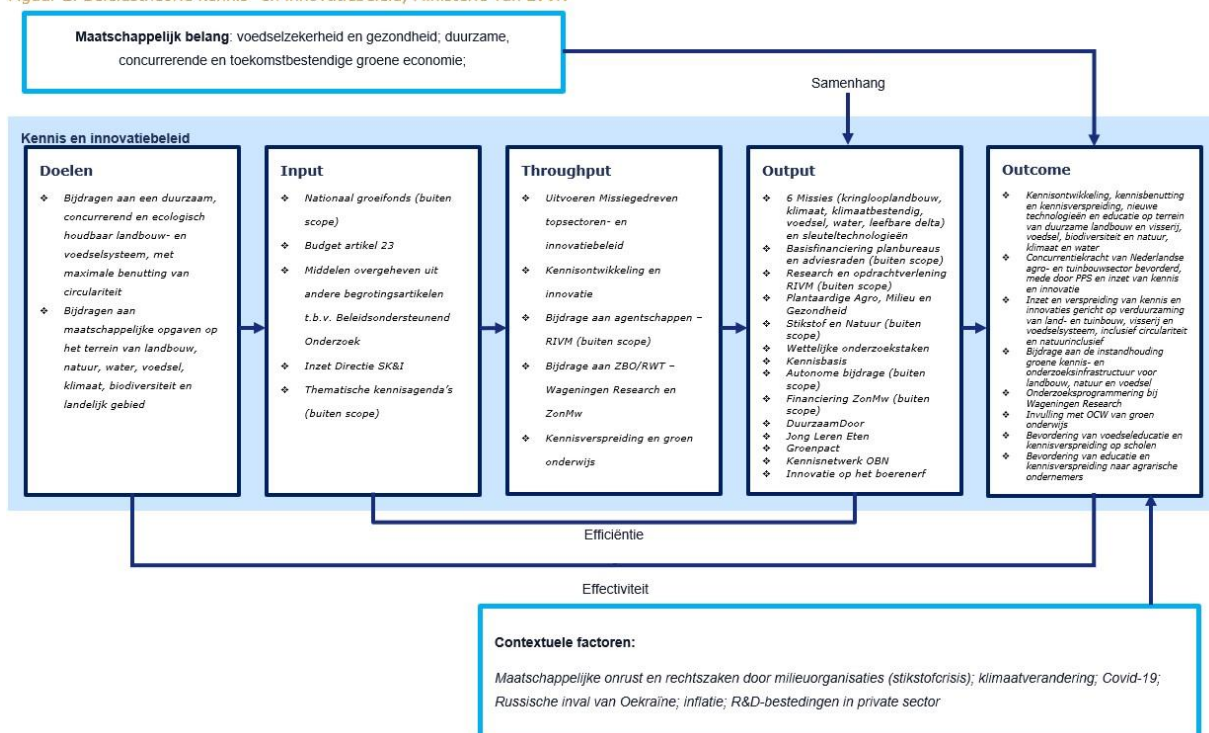 Maatschappelijk belang: voedselzekerheid en gezondheid; duurzame,
concurrerende en toekomstbestendige groene economie;
Samenhang
Kennis en innovatiebeleid
Doelen
❖ Bijdragen aan een duurzaam,
concurrerend en ecologisch
houdbaar landbouw- en
voedselsysteem, met
maximale benutting van
circulariteit
❖ Bijdragen aan
maatschappelijke opgaven op
het terrein van landbouw,
natuur, water, voedsel,
klimaat, biodiversiteit en
landelijk gebied
Input
❖ Nationaal groeifonds (buiten
scope)
❖ Budget artikel 23
❖ Middelen overgeheven uit
andere begrotingsartikelen
t.b.v. Beleidsondersteunend
Onderzoek
❖ Inzet Directie SK&I
❖ Thematische kennisagenda's
(buiten scope)
Throughput
❖ Uitvoeren Missiegedreven
topsectoren- en
innovatiebeleid
❖ Kennisontwikkeling en
innovatie
❖ Bijdrage aan agentschappen –
RIVM (buiten scope)
❖ Bijdrage aan ZBO/RWT –
Wageningen Research en
ZonMw
❖ Kennisverspreiding en groen
onderwijs
Output
❖ 6 Missies (kringlooplandbouw,
klimaat, klimaatbestendig,
voedsel, water, leefbare delta)
en sleuteltechnologieën
❖ Basisfinanciering planbureaus
en adviesraden (buiten scope)
❖ Research en opdrachtverlening
RIVM (buiten scope)
❖ Plantaardige Agro, Milieu en
Gezondheid
❖ Stikstof en Natuur (buiten
scope)
❖ Wettelijke onderzoekstaken
❖ Kennisbasis
❖ Autonome bijdrage (buiten
scope)
❖ Financiering ZonMw (buiten
scope)
❖ DuurzaamDoor
❖ Jong Leren Eten
❖ Groenpact
❖ Kennisnetwerk OBN
❖ Innovatie op het boerenerf
Outcome
❖ Kennisontwikkeling, kennisbenutting
en kennisverspreiding, nieuwe
technologieën en educatie op terrein
van duurzame landbouw en visserij,
voedsel, biodiversiteit en natuur,
klimaat en water
❖ Concurrentiekracht van Nederlandse
agro- en tuinbouwsector bevorderd,
mede door PPS en inzet van kennis
en innovatie
❖ Inzet en verspreiding van kennis en
innovaties gericht op verduurzaming
van land- en tuinbouw, visserij en
voedselsysteem, inclusief circulariteit
en natuurinclusief
❖ Bijdrage aan de instandhouding
groene kennis- en
onderzoeksinfrastructuur voor
landbouw, natuur en voedsel
❖ Onderzoeksprogrammering bij
Wageningen Research
❖ Invulling met OCW van groen
onderwijs
❖ Bevordering van voedseleducatie en
kennisverspreiding op scholen
❖ Bevordering van educatie en
kennisverspreiding naar agrarische
ondernemers
Efficiëntie
Effectiviteit
Contextuele factoren:
Maatschappelijke onrust en rechtszaken door milieuorganisaties (stikstofcrisis); klimaatverandering; Covid-19;
Russische inval van Oekraïne; inflatie; R&D-bestedingen in private sector